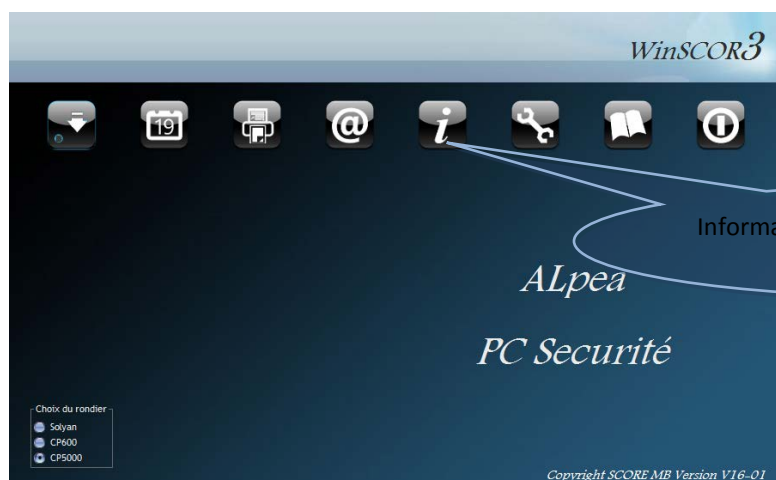 WinSCOR3
19
@
i
Informa
ALpea
PC Securité
Choix du rondier
Solyan
CP600
CP5000
Copyright SCORE MB Version V16-01